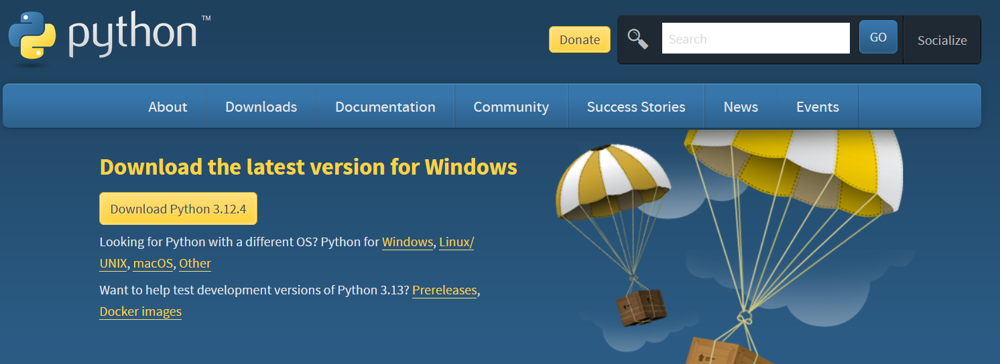 python™
Donate
Search
GO
Socialize
About
Downloads
Documentation
Community
Success Stories
News
Events
Download the latest version for Windows
Download Python 3.12.4
Looking for Python with a different OS? Python for Windows, Linux/
UNIX, macOS, Other
Want to help test development versions of Python 3.13? Prereleases,
Docker images